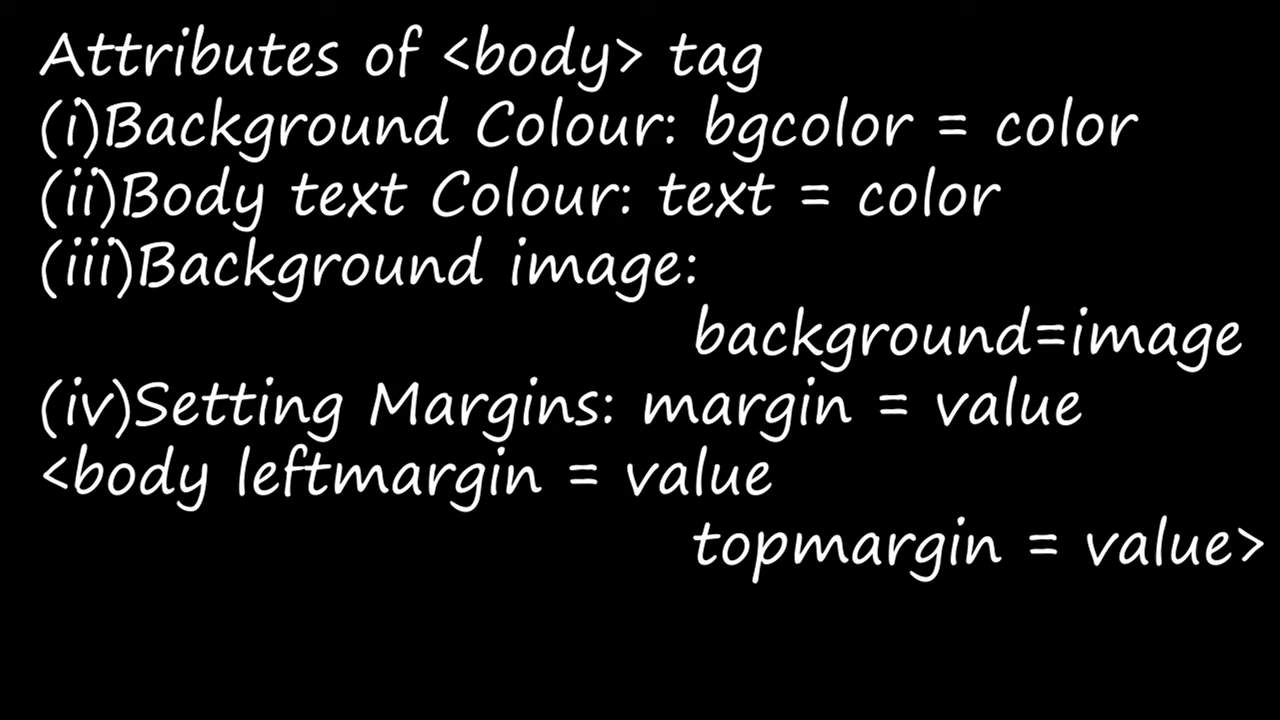 Attributes of <body> tag
(i)Background Colour: bgcolor = color
(ii)Body text Colour: text = color
(iii)Background image:
background=image
(iv)Setting Margins: margin = value
<body leftmargin = value
topmargin = value>